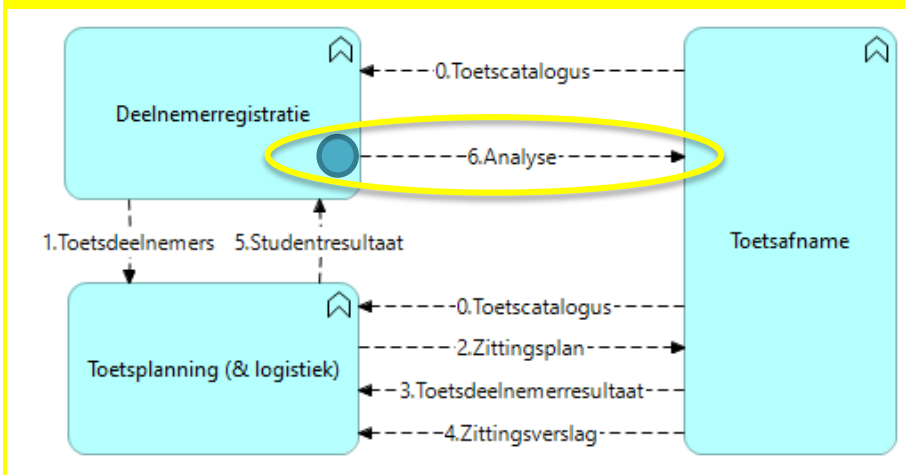 0.Toetscatalogus
Deelnemerregistratie
6.Analyse
1.Toetsdeelnemers
5.Studentresultaat
Toetsafname
0.Toetscatalogus
2.Zittingsplan
Toetsplanning (& logistiek)
3.Toetsdeelnemerresultaat
4.Zittingsverslag